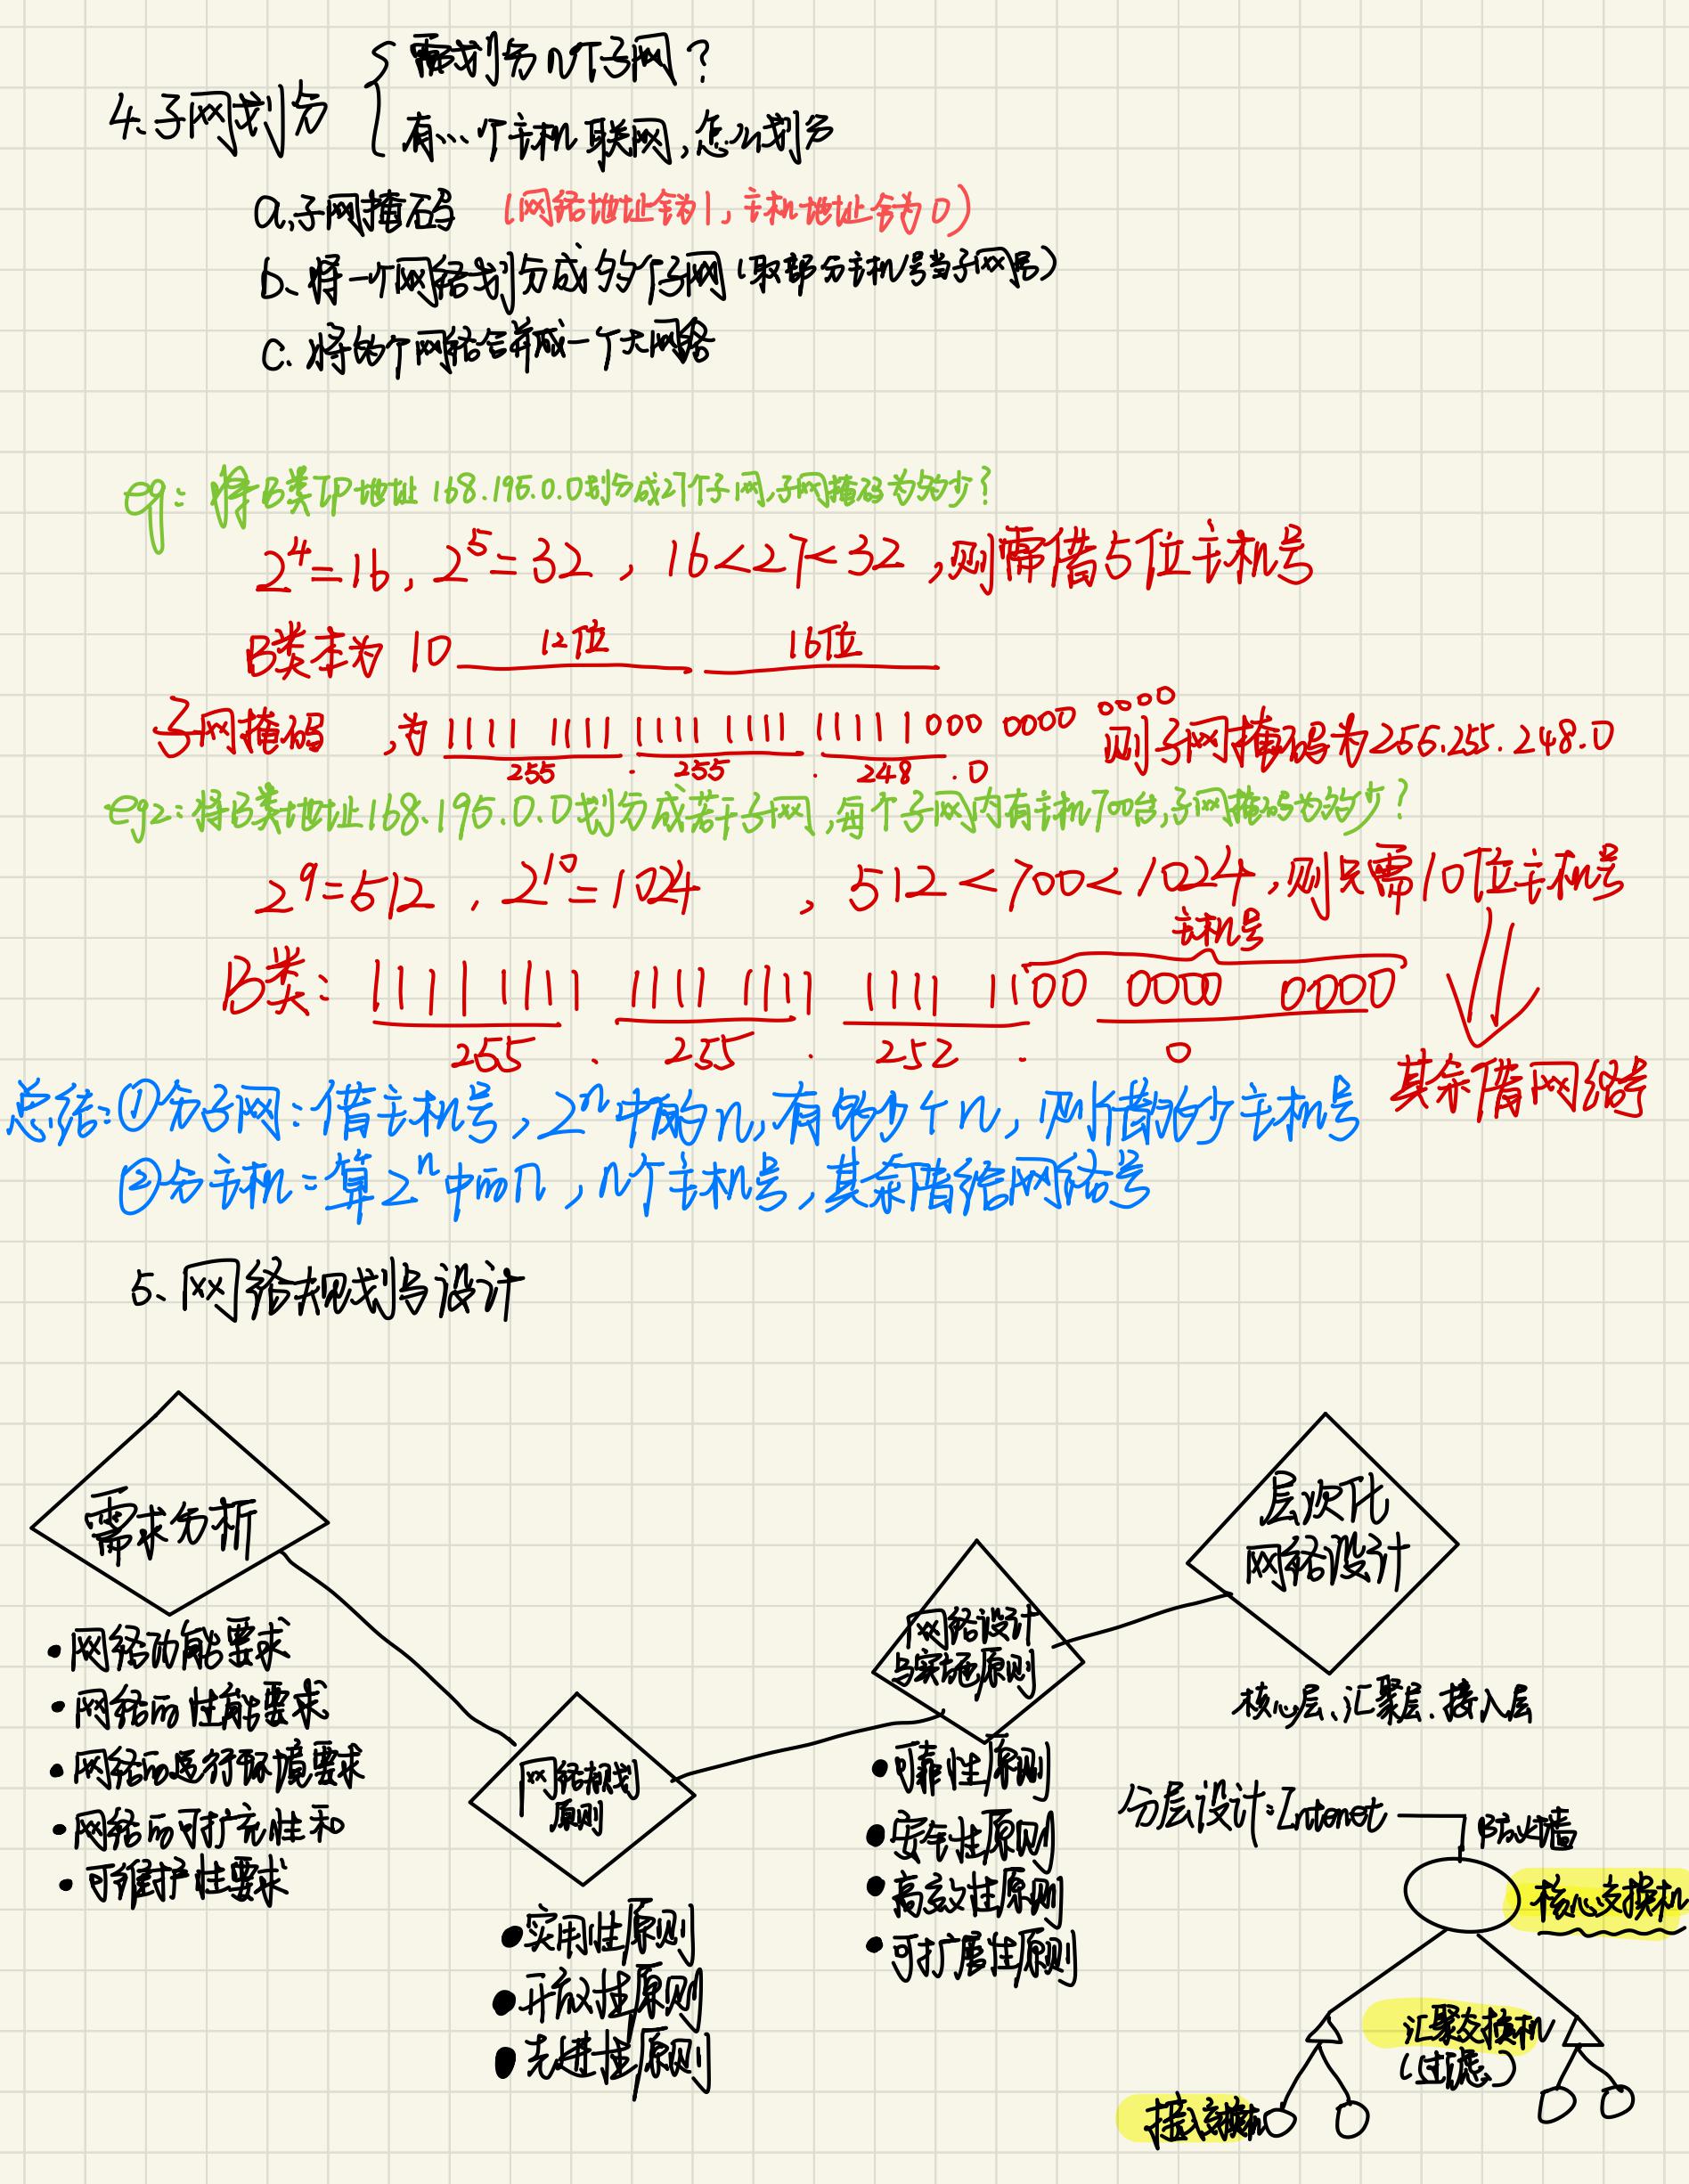 4.子网划分
需划分几个子网？
有…个主机联网,怎么划分
a.子网掩码 (网络地址全为1,主机地址全为0)
b.将一个网络划分成多个子网(取部分主机号当子网号)
c.将多个网络合并成一个大网络
eg:将B类IP地址168.195.0.0划分成27个子网,子网掩码为多少?
2⁴=16,2⁵=32,16<27<32,则需借5位主机号
B类本为 10 12位 16位
子网掩码,为 1111 1111 1111 1111 11111000 0000 0000 则子网掩码为255.255.248.0
255 . 255 . 248 . 0
eg2:将B类地址168.195.0.0划分成若干子网,每个子网内有主机700台,子网掩码为多少?
2⁹=512,2¹⁰=1024,512<700<1024,则只需10位主机号
主机号
B类: 1111 1111 1111 1111 1111 1100 0000 0000
255 . 255 . 252 . 0
其余借网络号
总结:①分子网:借主机号,2ⁿ中的n,有多少个n,则借多少主机号
②分主机:算2ⁿ中的n,n个主机号,其余借给网络号
5、网络规划与设计
需求分析
•网络功能要求
•网络的性能要求
•网络的运行环境要求
•网络的可扩充性和
•可维护性要求
网络规划
原则
•实用性原则
•开放性原则
•先进性原则
网络设计
与实施原则
•可靠性原则
•安全性原则
•高效性原则
•可扩展性原则
层次化
网络设计
核心层、汇聚层、接入层
分层设计:Intenet
防火墙
核心交换机
汇聚交换机
(过滤)
接入交换机